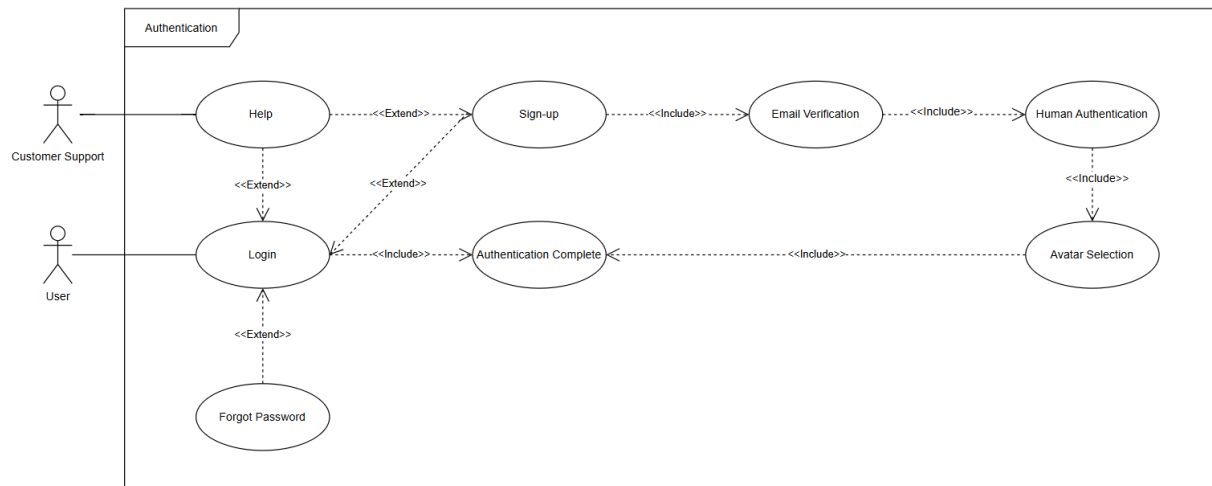 Authentication
Help
<<Extend>>
Sign-up
<<Include>>
Email Verification
<<Include>>
Human Authentication
Customer Support
<<Extend>>
<<Extend>>
<<Include>>
Login
<<Include>>
Authentication Complete
<<Include>>
Avatar Selection
User
<<Extend>>
Forgot Password